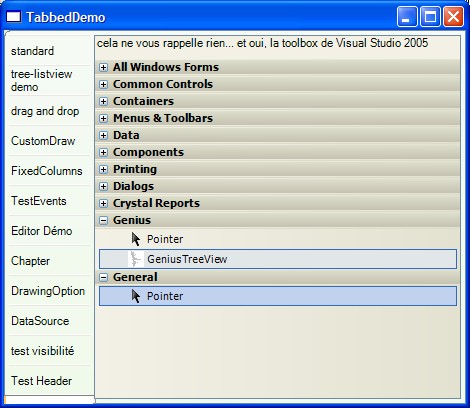 TabbedDemo
standard
tree-listview
demo
drag and drop
CustomDraw
FixedColumns
TestEvents
Editor Démo
Chapter
DrawingOption
DataSource
test visibilité
Test Header
cela ne vous rappelle rien... et oui, la toolbox de Visual Studio 2005
All Windows Forms
Common Controls
Containers
Menus & Toolbars
Data
Components
Printing
Dialogs
Crystal Reports
Genius
Pointer
GeniusTreeView
General
Pointer